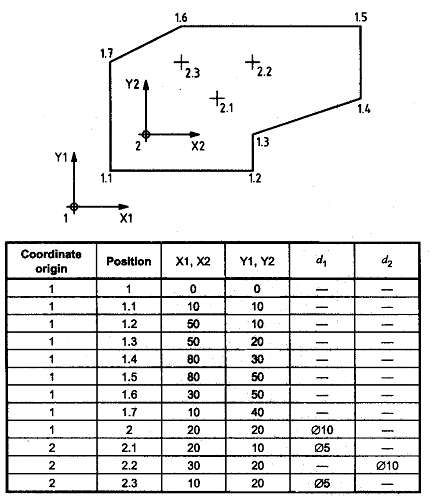 1.6 1.5
1.7
2.3 2.2
Y2
2.1
1.4
2 X2 1.3
Y1
1.1 1.2
1 X1
Coordinate origin Position X1, X2 Y1, Y2 d1 d2
1 1 0 0 — —
1 1.1 10 10 — —
1 1.2 50 10 — —
1 1.3 50 20 — —
1 1.4 80 30 — —
1 1.5 80 50 — —
1 1.6 30 50 — —
1 1.7 10 40 — —
1 2 20 20 Ø10 —
2 2.1 20 10 Ø5 —
2 2.2 30 20 — Ø10
2 2.3 10 20 Ø5 —